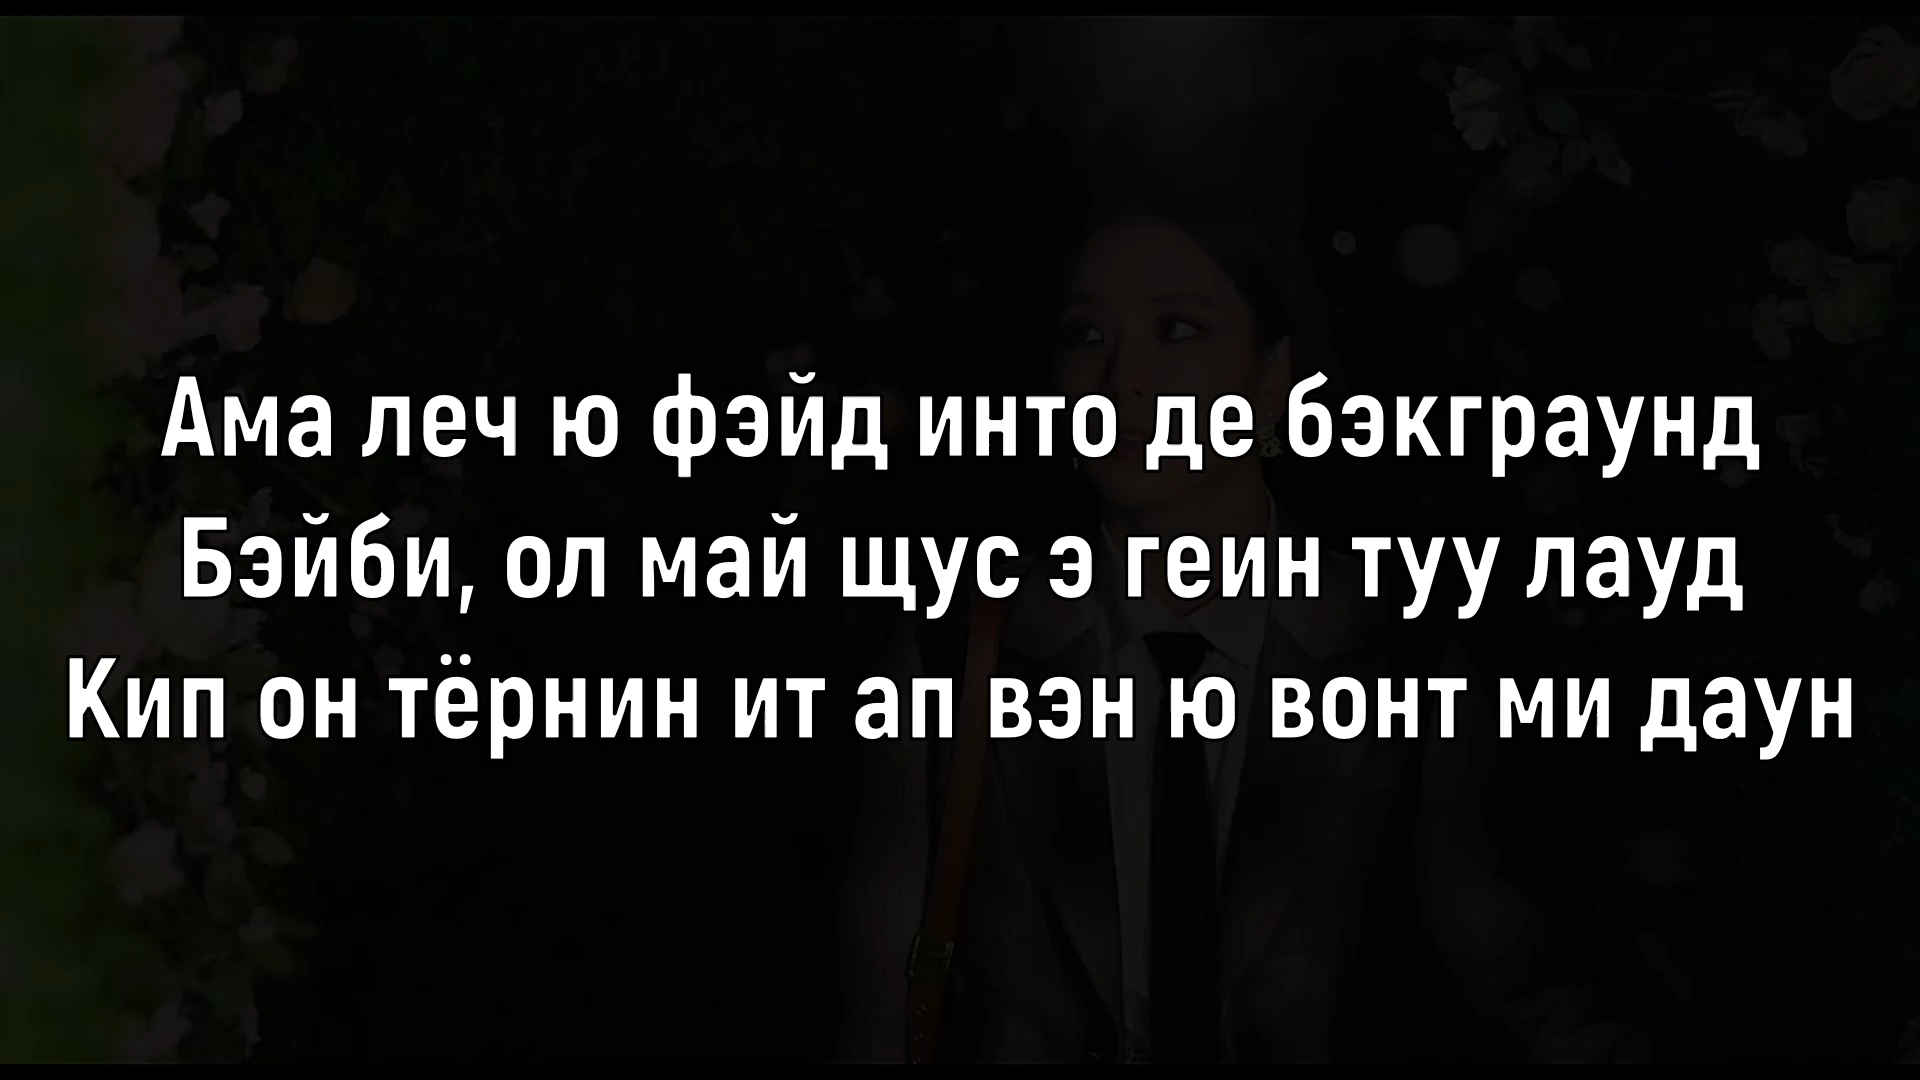 Ама леч ю фэйд инто де бэкграунд
Бэйби, ол май щус э геин туу лауд
Кип он тёрнин ит ап вэн ю вонт ми даун